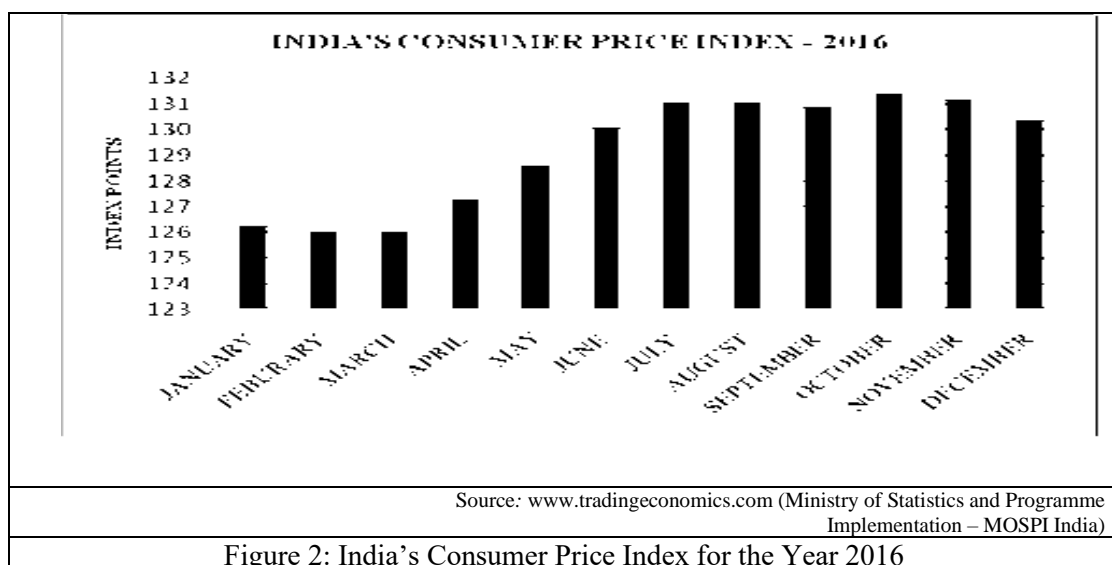 INDIA'S CONSUMER PRICE INDEX - 2016
INDEX POINTS
132
131
130
129
128
127
126
125
124
123
JANUARY
FEBURARY
MARCH
APRIL
MAY
JUNE
JULY
AUGUST
SEPTEMBER
OCTOBER
NOVEMBER
DECEMBER
Source: www.tradingeconomics.com (Ministry of Statistics and Programme
Implementation – MOSPI India)
Figure 2: India's Consumer Price Index for the Year 2016